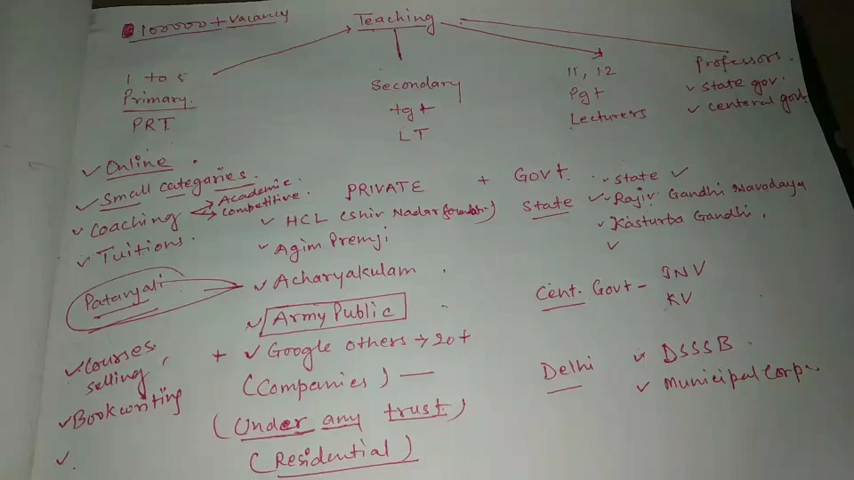 100000+ vacancy
Teaching
1 to 5
Primary
PRT
Secondary
tgt
LT
11, 12
Pgt
Lecturers
Professors.
state gov.
centeral govt.
Online
Small categories.
Coaching
Academic
Competitive
Tuitions
Patanjali
Courses
selling
Book writing
PRIVATE + GOVt.
HCL (Shiv Nadar foundation)
Agim Premji
Acharyakulam
Army Public
+ Google others → 20+
(Companies) —
(Under any trust)
(Residential)
state
State
Rajiv Gandhi Navodaya
Kasturba Gandhi
Cent. Govt - JNV
KV
Delhi
DSSSB
Municipal Corp